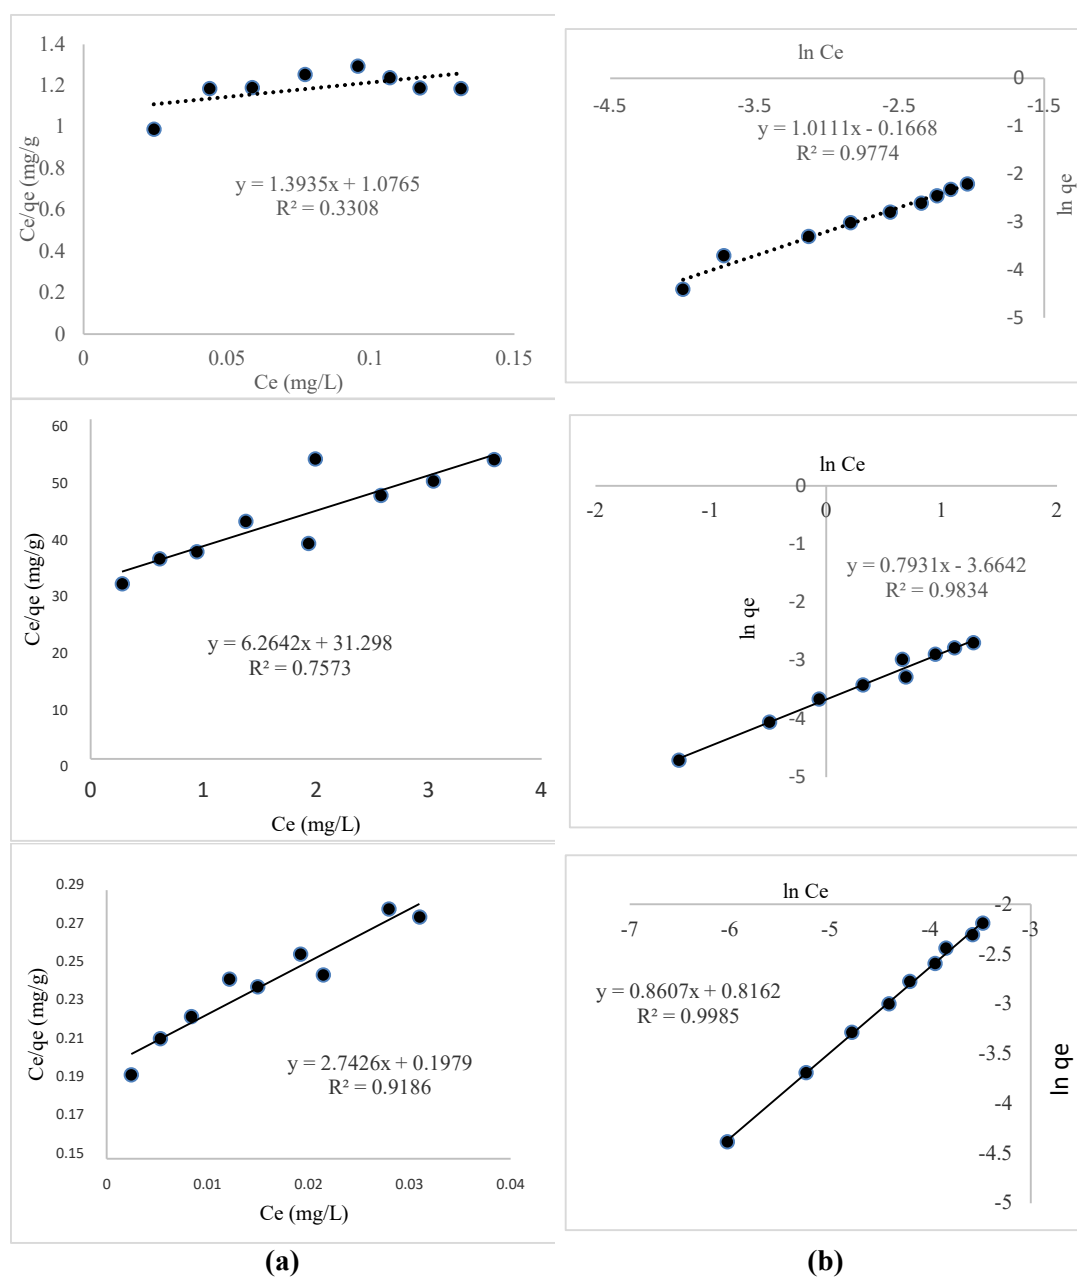 1.4
1.2
1
0.8
0.6
0.4
0.2
0
Ce/qe (mg/g
y = 1.3935x + 1.0765
R² = 0.3308
0 0.05 0.1 0.15
Ce (mg/L)
ln Ce
0
-4.5 -3.5 -2.5 -1.5
-1
y = 1.0111x - 0.1668
R² = 0.9774
-2
-3
-4
-5
ln qe
60
50
40
30
20
10
0
Ce/qe (mg/g)
y = 6.2642x + 31.298
R² = 0.7573
0 1 2 3 4
Ce (mg/L)
ln Ce
0
-2 -1 0 1 2
-1
y = 0.7931x - 3.6642
R² = 0.9834
-2
ln qe
-3
-4
-5
0.29
0.27
0.25
0.23
0.21
0.19
0.17
0.15
Ce/qe (mg/g)
y = 2.7426x + 0.1979
R² = 0.9186
0 0.01 0.02 0.03 0.04
Ce (mg/L)
ln Ce
-2
-7 -6 -5 -4 -3
-2.5
y = 0.8607x + 0.8162
R² = 0.9985
-3
-3.5
-4
-4.5
-5
ln qe
(a) (b)